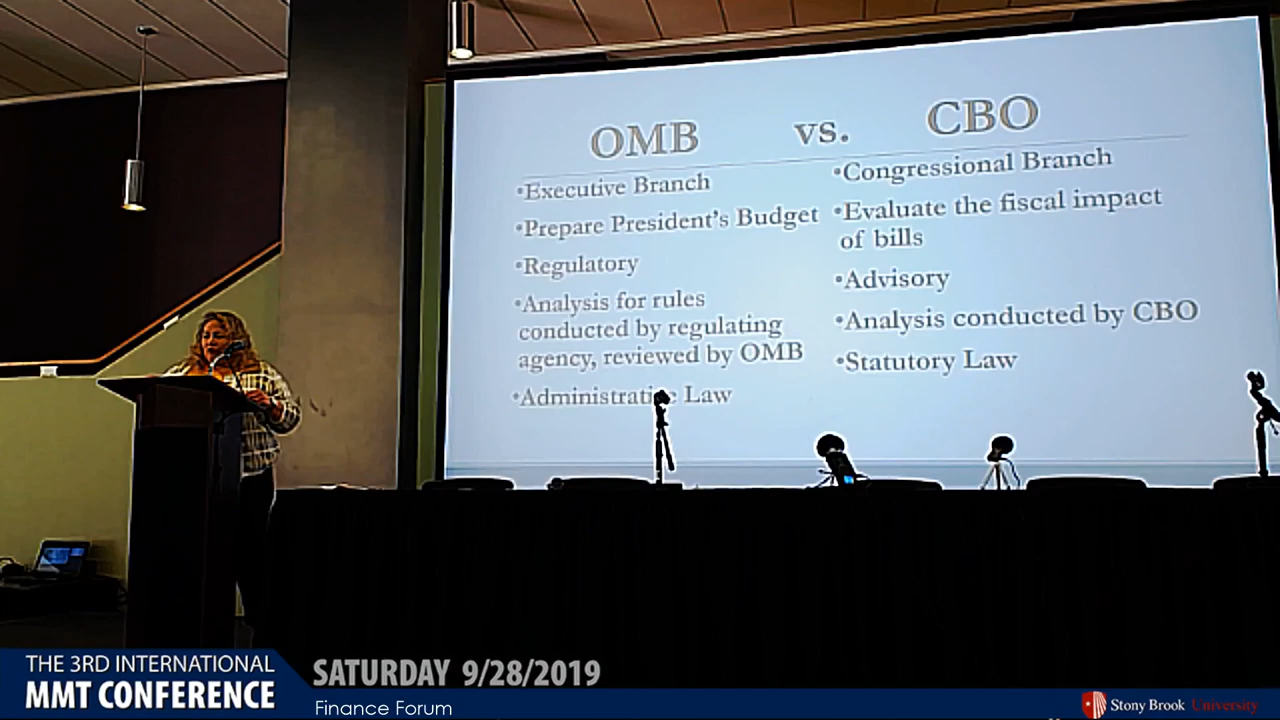 OMB vs. CBO
•Executive Branch
•Prepare President's Budget
•Regulatory
•Analysis for rules
conducted by regulating
agency, reviewed by OMB
•Administrative Law
•Congressional Branch
•Evaluate the fiscal impact
of bills
•Advisory
•Analysis conducted by CBO
•Statutory Law
THE 3RD INTERNATIONAL
MMT CONFERENCE
SATURDAY 9/28/2019
Finance Forum
Stony Brook University